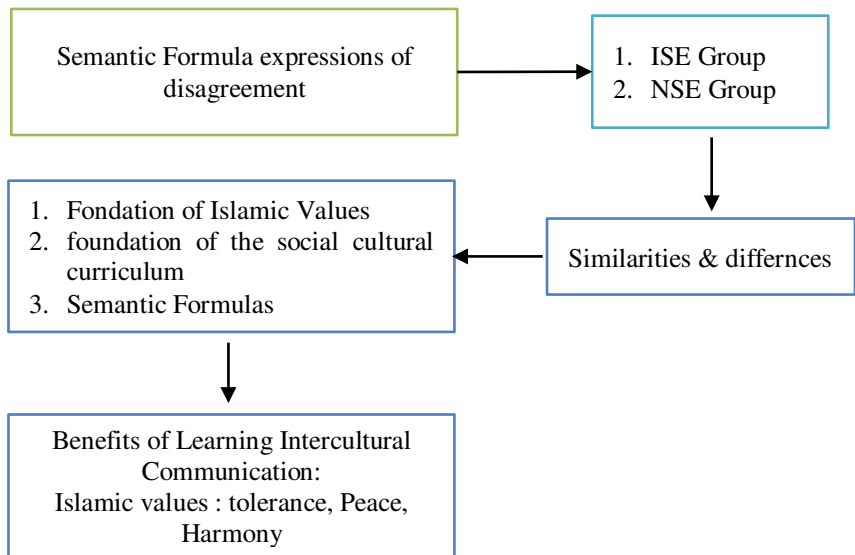 Semantic Formula expressions of
disagreement
1. ISE Group
2. NSE Group
Similarities & differnces
1. Fondation of Islamic Values
2. foundation of the social cultural
curriculum
3. Semantic Formulas
Benefits of Learning Intercultural
Communication:
Islamic values : tolerance, Peace,
Harmony